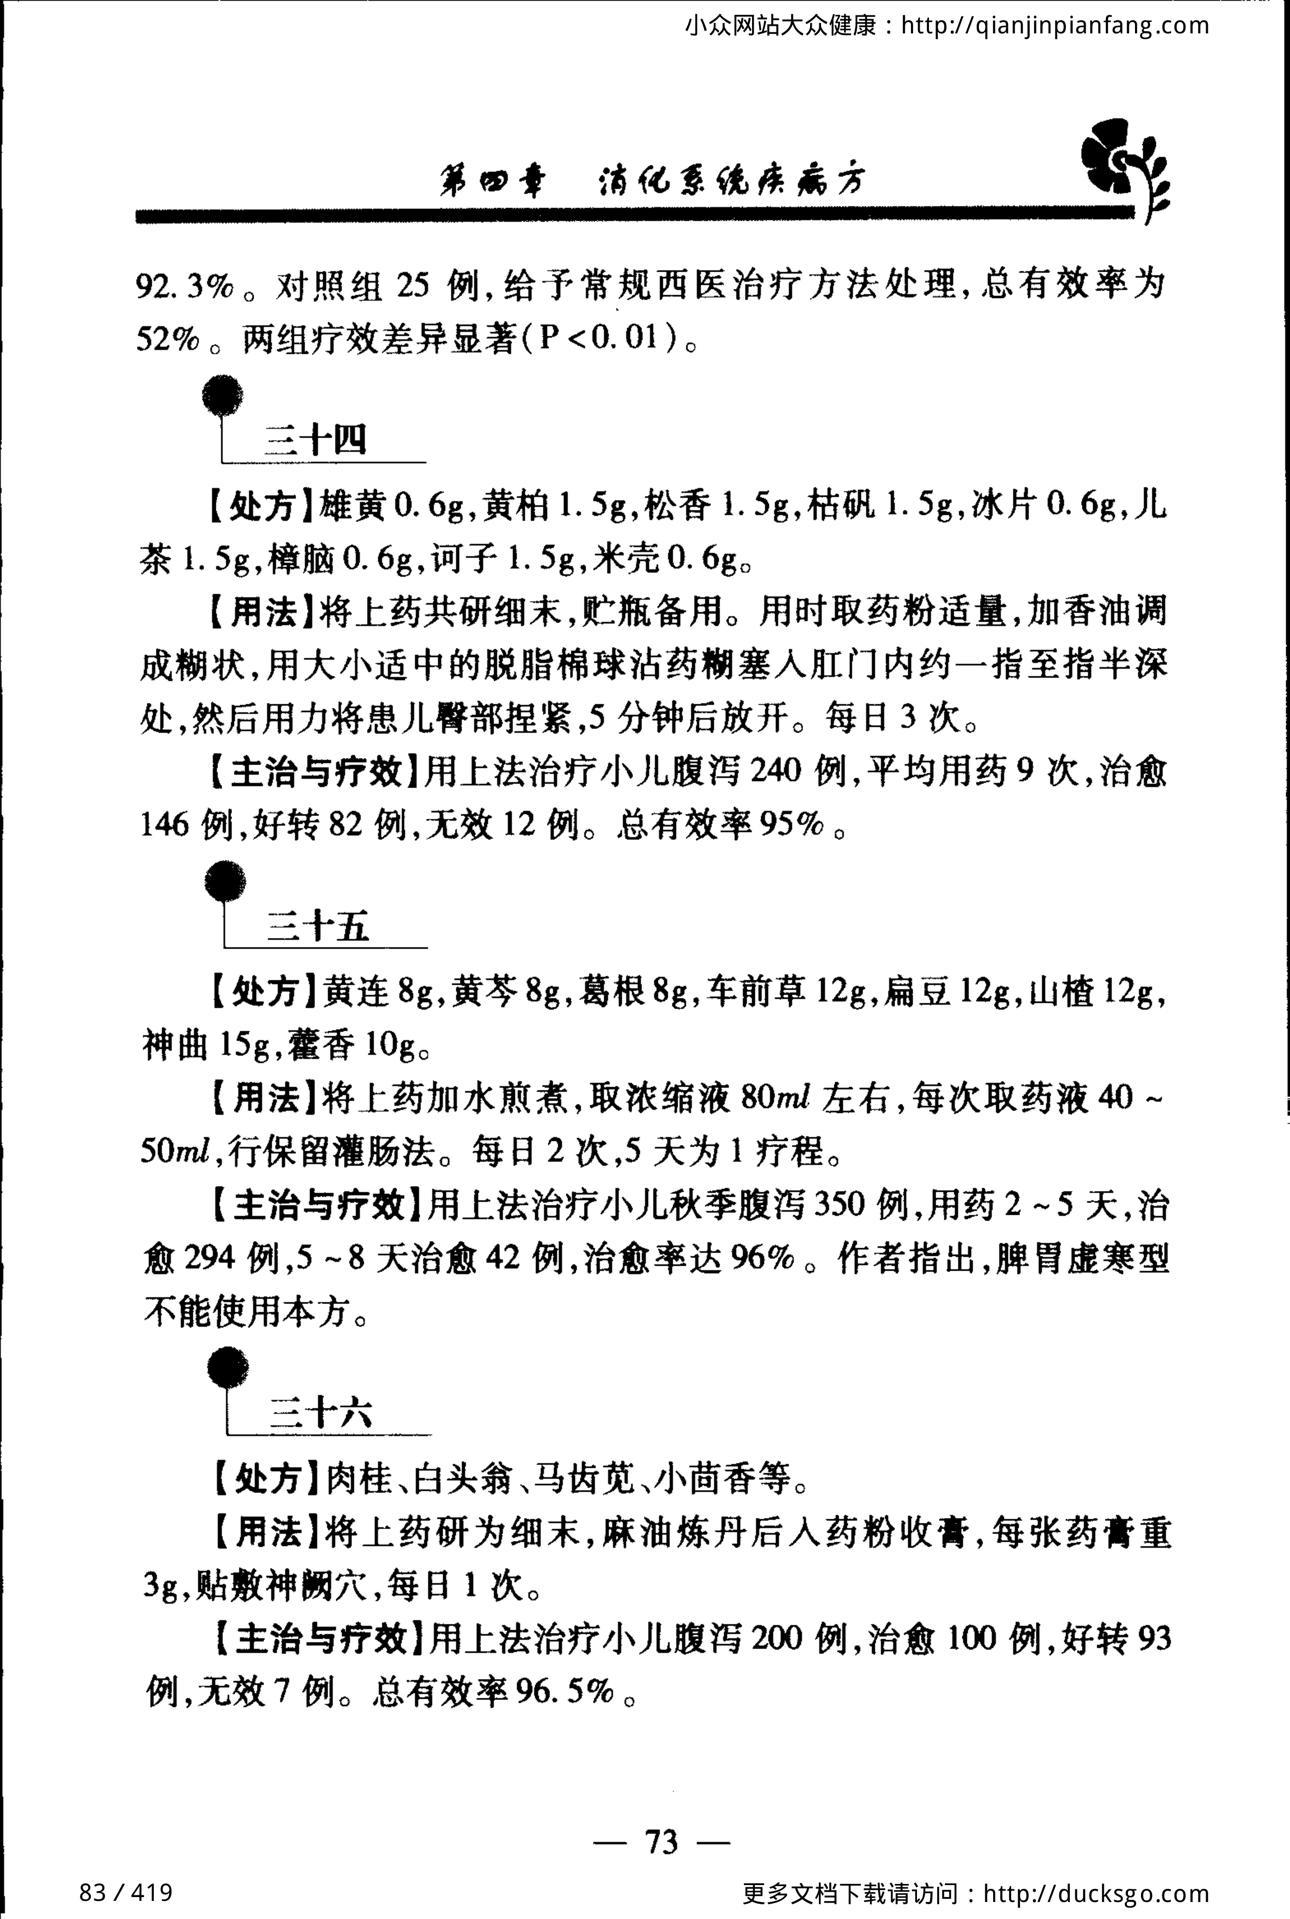 小众网站大众健康：http://qianjinpianfang.com
第四章　消化系统疾病方
92.3%。对照组 25 例,给予常规西医治疗方法处理,总有效率为
52%。两组疗效差异显著(P<0.01)。
三十四
【处方】雄黄0.6g,黄柏1.5g,松香1.5g,枯矾1.5g,冰片0.6g,儿
茶1.5g,樟脑0.6g,诃子1.5g,米壳0.6g。
【用法】将上药共研细末,贮瓶备用。用时取药粉适量,加香油调
成糊状,用大小适中的脱脂棉球沾药糊塞入肛门内约一指至指半深
处,然后用力将患儿臀部捏紧,5 分钟后放开。每日 3 次。
【主治与疗效】用上法治疗小儿腹泻 240 例,平均用药 9 次,治愈
146 例,好转 82 例,无效 12 例。总有效率 95%。
三十五
【处方】黄连 8g,黄芩 8g,葛根 8g,车前草 12g,扁豆 12g,山楂 12g,
神曲 15g,藿香 10g。
【用法】将上药加水煎煮,取浓缩液 80ml 左右,每次取药液 40 ~
50ml,行保留灌肠法。每日 2 次,5 天为 1 疗程。
【主治与疗效】用上法治疗小儿秋季腹泻 350 例,用药 2 ~ 5 天,治
愈 294 例,5 ~ 8 天治愈 42 例,治愈率达 96%。作者指出,脾胃虚寒型
不能使用本方。
三十六
【处方】肉桂、白头翁、马齿苋、小茴香等。
【用法】将上药研为细末,麻油炼丹后入药粉收膏,每张药膏重
3g,贴敷神阙穴,每日 1 次。
【主治与疗效】用上法治疗小儿腹泻 200 例,治愈 100 例,好转 93
例,无效 7 例。总有效率 96.5%。
— 73 —
83 / 419
更多文档下载请访问：http://ducksgo.com